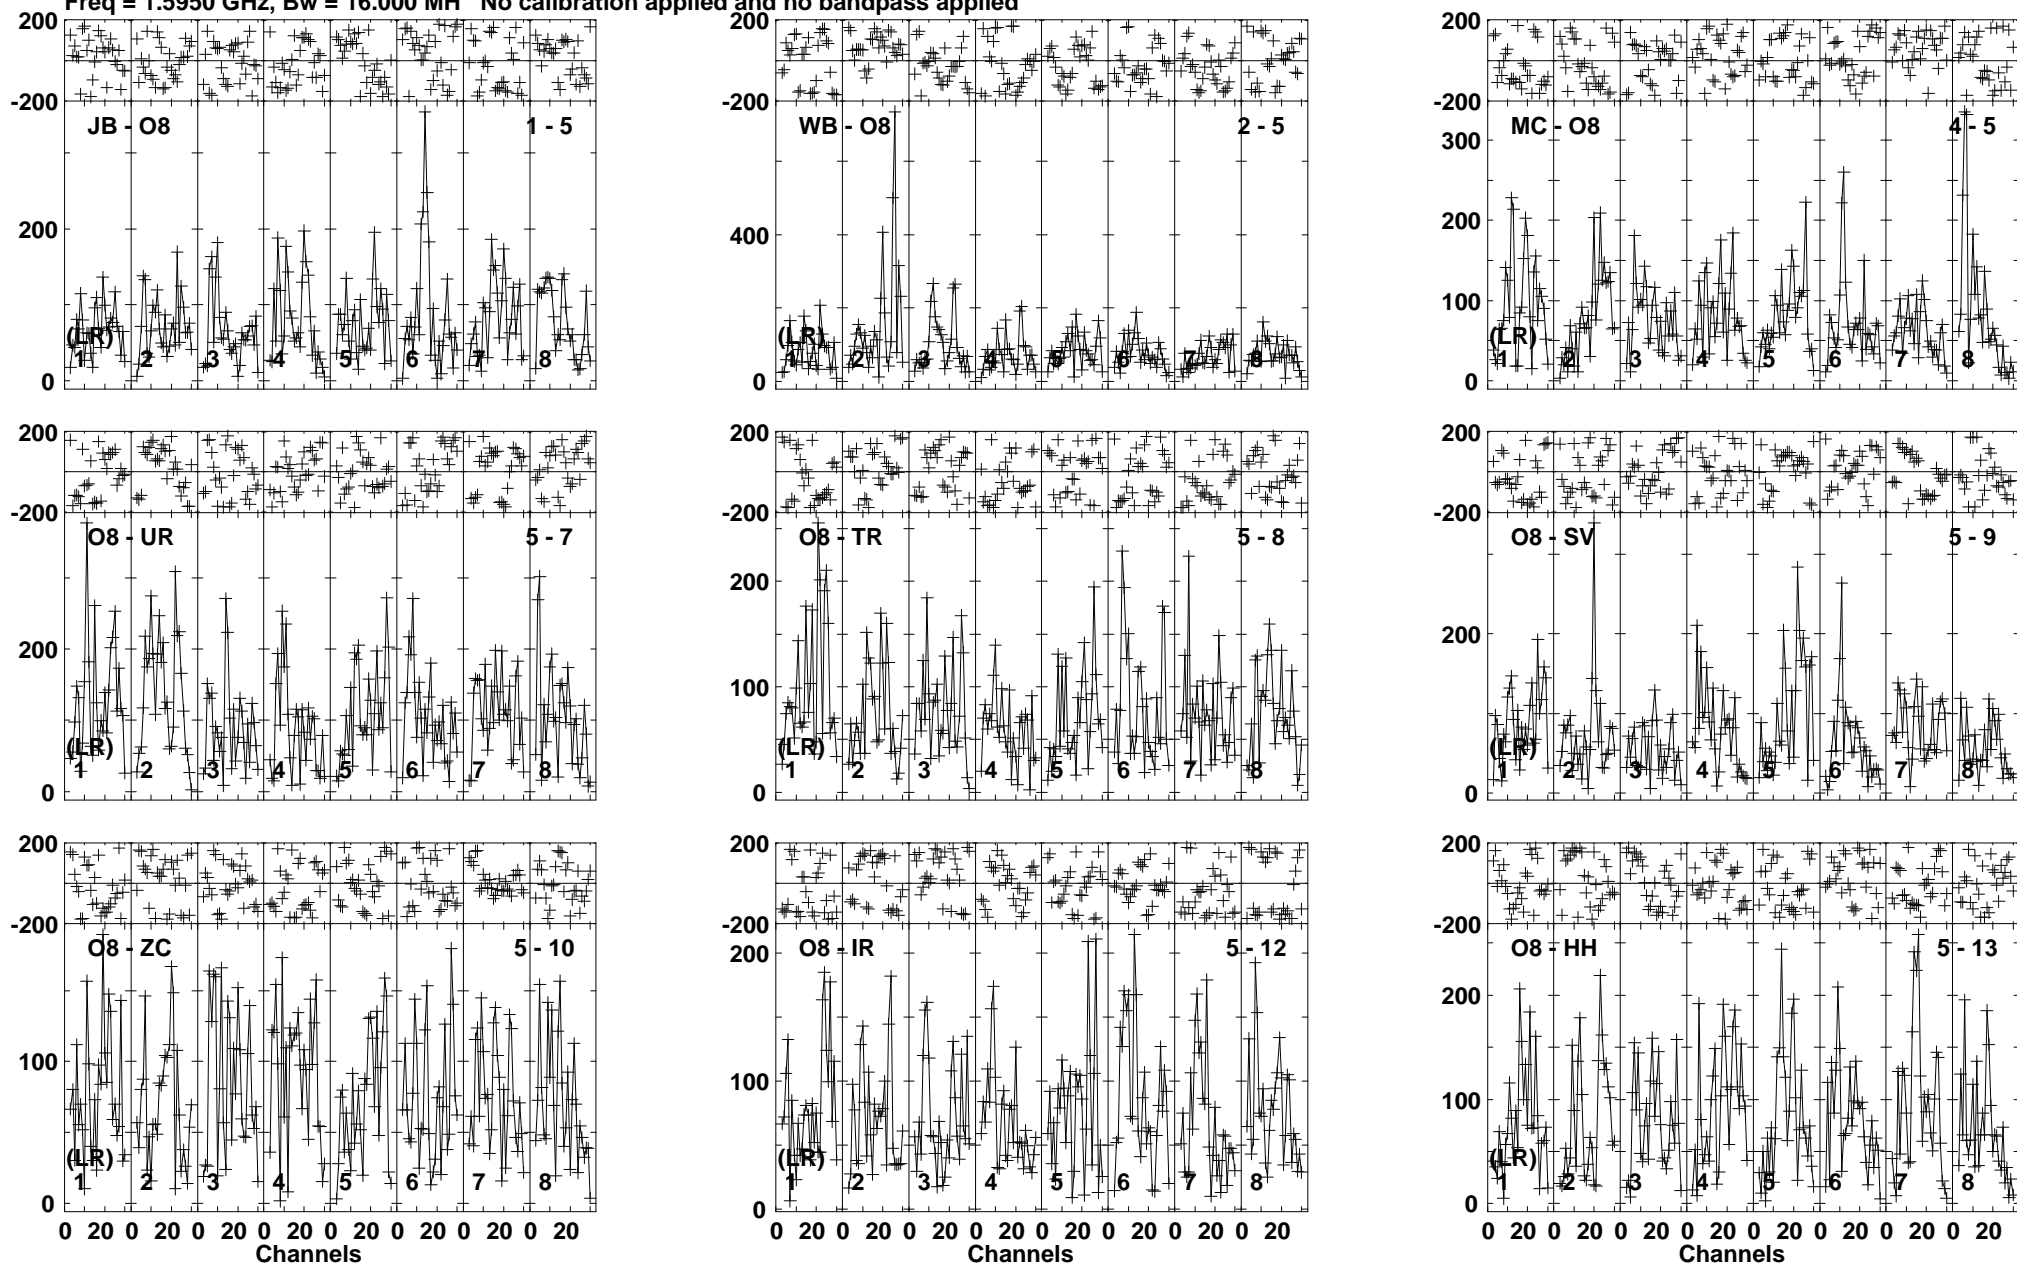 Freq = 1.5950 GHz, Bw = 16.000 MH No calibration applied and no bandpass applied
200 200 200
-200 -200 -200
JB - O8 1 - 5 WB - O8 2 - 5 MC - O8 4 - 5
300
200 400 200
100
(LR) (LR) (LR)
1 2 3 4 5 6 7 8 1 2 3 4 5 6 7 8 1 2 3 4 5 6 7 8
0 0 0
200 200 200
-200 -200 -200
O8 - UR 5 - 7 O8 - TR 5 - 8 O8 - SV 5 - 9
200 200 200
100
(LR) (LR) (LR)
1 2 3 4 5 6 7 8 1 2 3 4 5 6 7 8 1 2 3 4 5 6 7 8
0 0 0
200 200 200
-200 -200 -200
O8 - ZC 5 - 10 O8 - IR 5 - 12 O8 - HH 5 - 13
200 200
100 100 100
(LR) (LR) (LR)
1 2 3 4 5 6 7 8 1 2 3 4 5 6 7 8 1 2 3 4 5 6 7 8
0 0 0
0 20 0 20 0 20 0 20 0 20 0 20 0 20 0 20 0 20 0 20 0 20 0 20 0 20 0 20 0 20 0 20 0 20 0 20 0 20 0 20 0 20 0 20 0 20 0 20
Channels Channels Channels